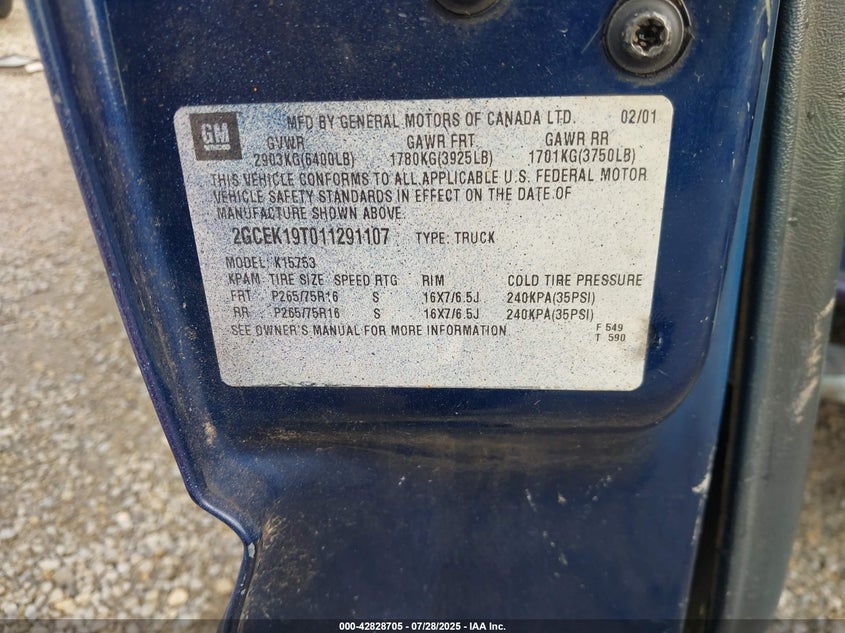 GM MFD BY GENERAL MOTORS OF CANADA LTD. 02/01
GVWR GAWR FRT GAWR RR
2903KG(6400LB) 1780KG(3925LB) 1701KG(3750LB)
THIS VEHICLE CONFORMS TO ALL APPLICABLE U.S. FEDERAL MOTOR
VEHICLE SAFETY STANDARDS IN EFFECT ON THE DATE OF
MANUFACTURE SHOWN ABOVE.
2GCEK19T011291107 TYPE: TRUCK
MODEL: K15753
KPAM TIRE SIZE SPEED RTG RIM COLD TIRE PRESSURE
FRT P265/75R16 S 16X7/6.5J 240KPA(35PSI)
RR P265/75R16 S 16X7/6.5J 240KPA(35PSI)
SEE OWNER'S MANUAL FOR MORE INFORMATION. F 549
T 590
000-42828705 / 07/28/2025 - IAA Inc.